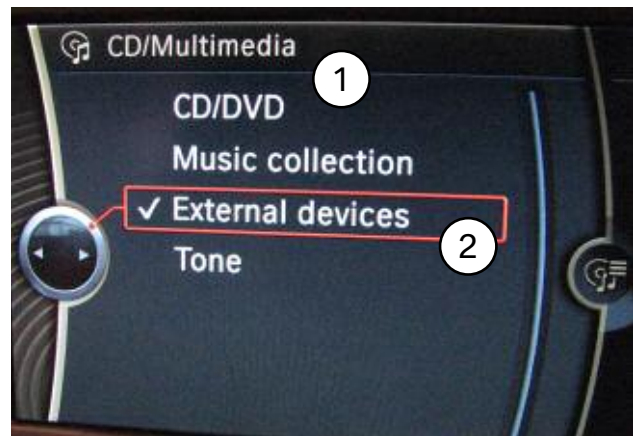 CD/Multimedia
1
CD/DVD
Music collection
✓ External devices
2
Tone